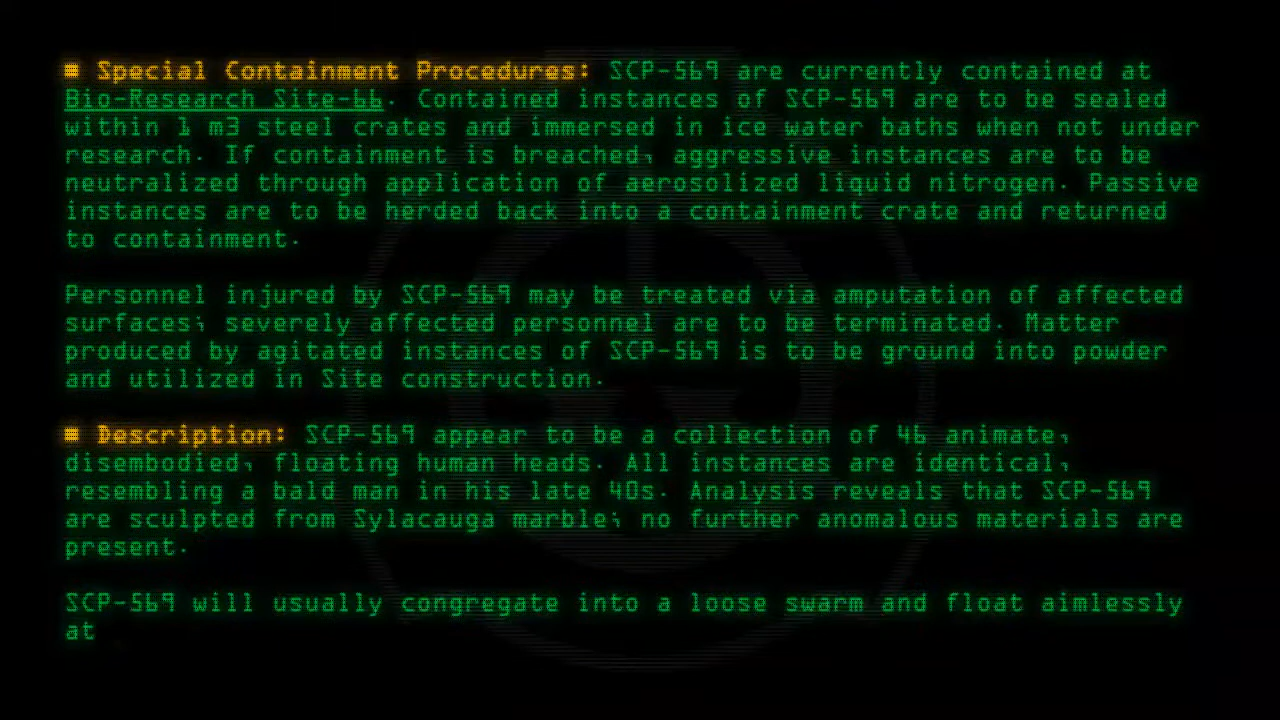 ■ Special Containment Procedures: SCP-569 are currently contained at
Bio-Research Site-66. Contained instances of SCP-569 are to be sealed
within 1 m3 steel crates and immersed in ice water baths when not under
research. If containment is breached, aggressive instances are to be
neutralized through application of aerosolized liquid nitrogen. Passive
instances are to be herded back into a containment crate and returned
to containment.
Personnel injured by SCP-569 may be treated via amputation of affected
surfaces; severely affected personnel are to be terminated. Matter
produced by agitated instances of SCP-569 is to be ground into powder
and utilized in Site construction.
■ Description: SCP-569 appear to be a collection of 46 animate,
disembodied, floating human heads. All instances are identical,
resembling a bald man in his late 40s. Analysis reveals that SCP-569
are sculpted from Sylacauga marble; no further anomalous materials are
present.
SCP-569 will usually congregate into a loose swarm and float aimlessly
at